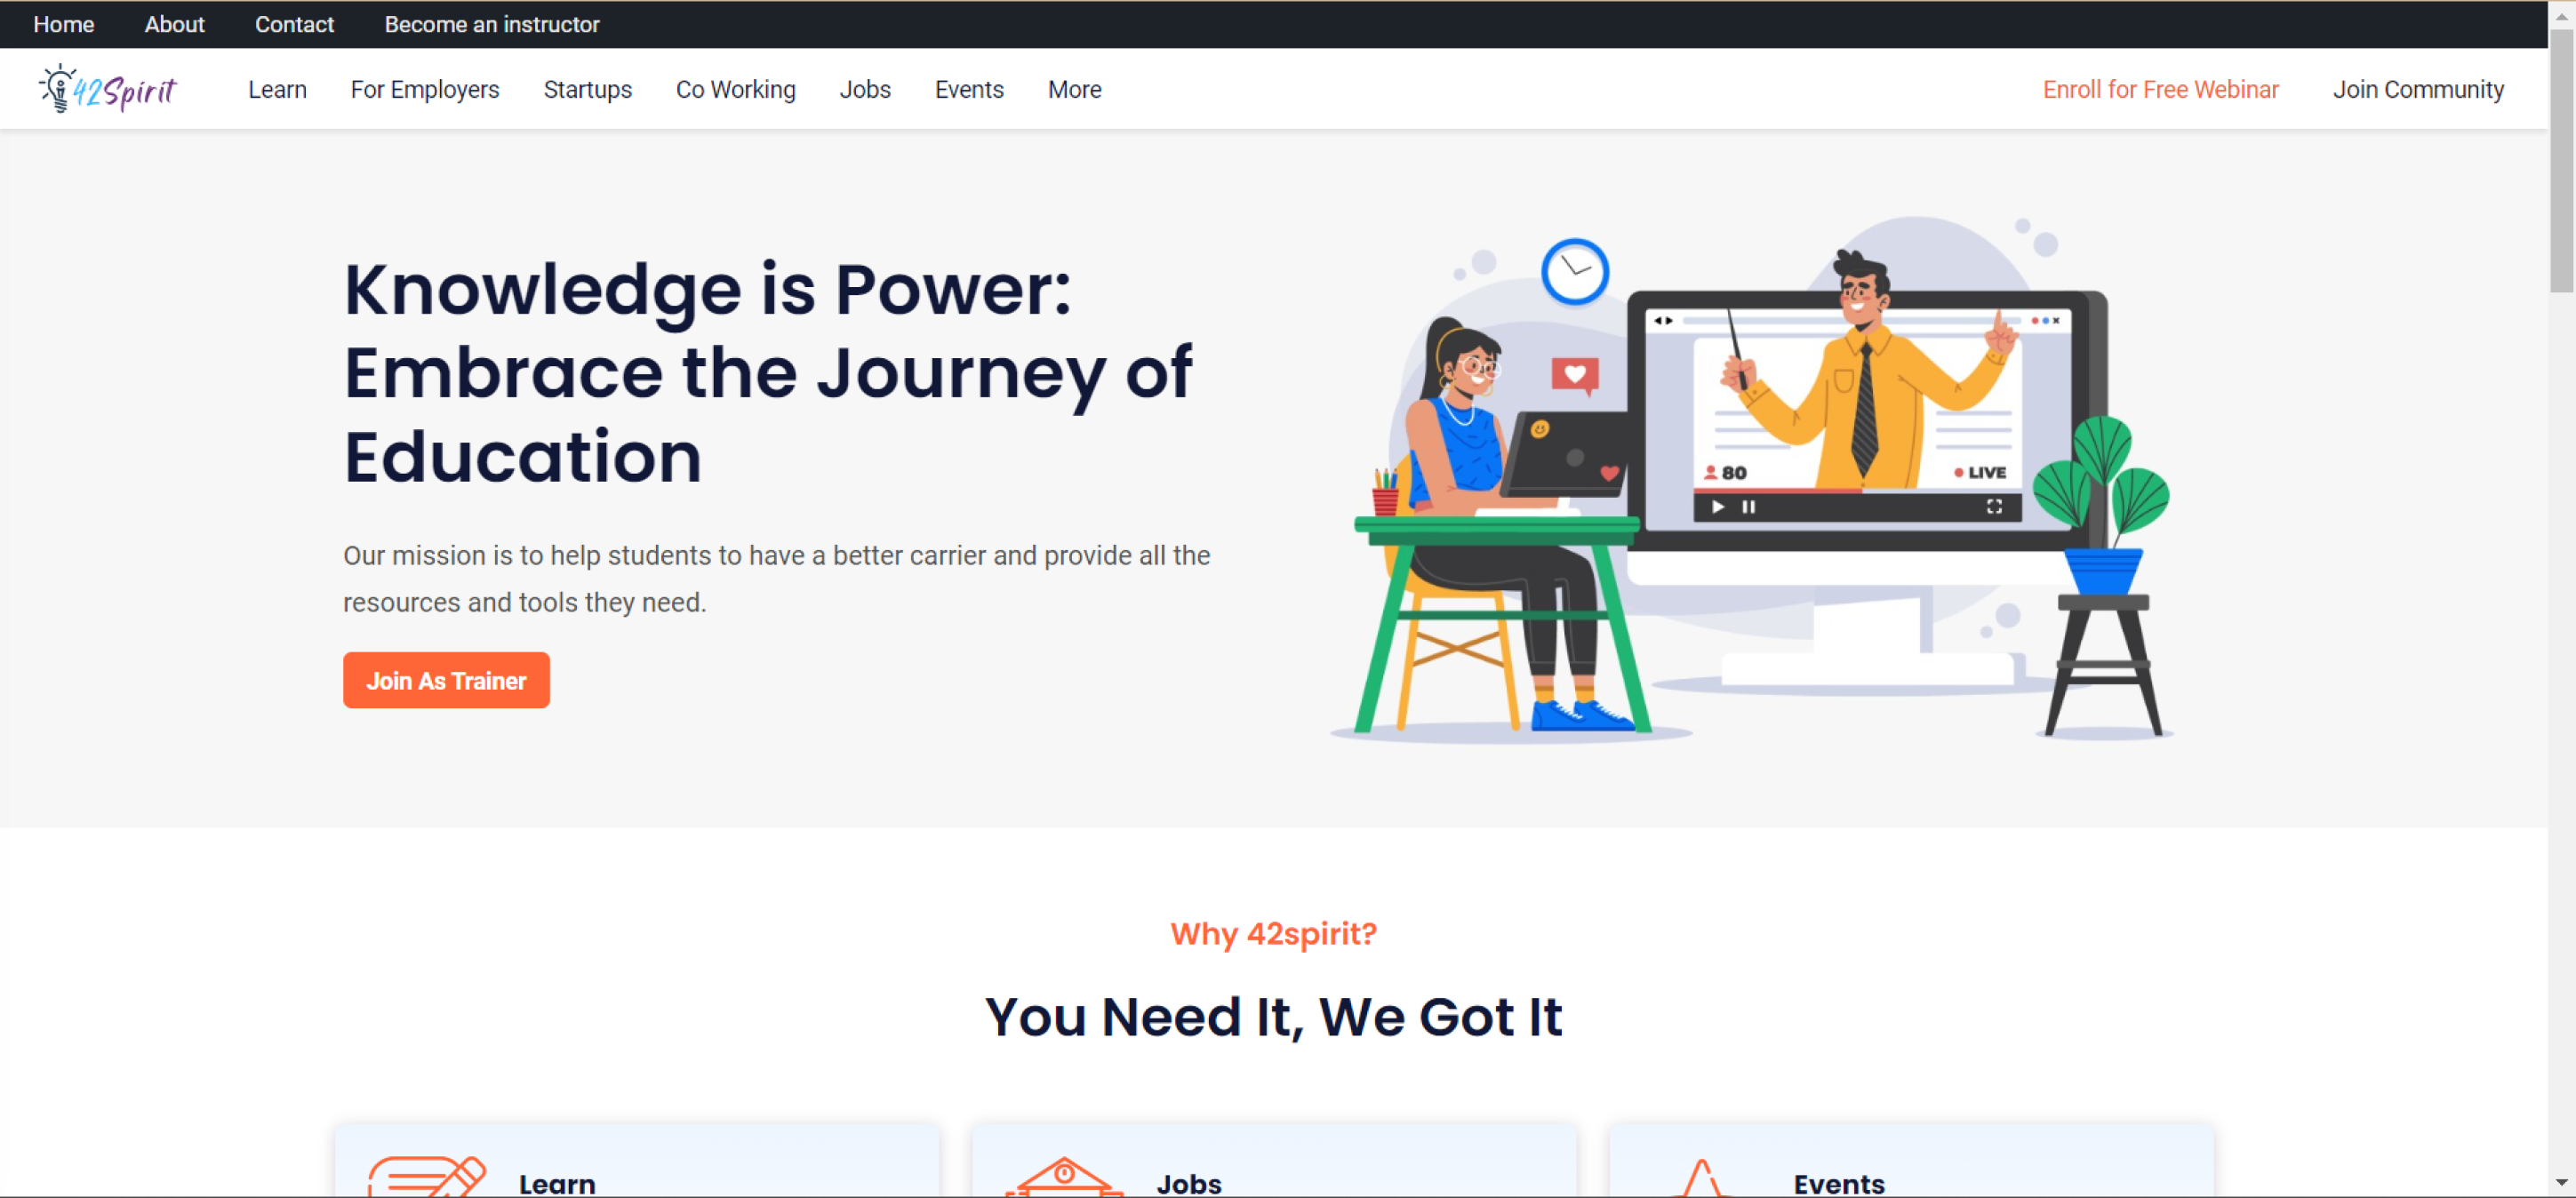 Home About Contact Become an instructor
42Spirit Learn For Employers Startups Co Working Jobs Events More Enroll for Free Webinar Join Community
Knowledge is Power:
Embrace the Journey of
Education
80 LIVE
Our mission is to help students to have a better carrier and provide all the
resources and tools they need.
Join As Trainer
Why 42spirit?
You Need It, We Got It
Learn Jobs Events